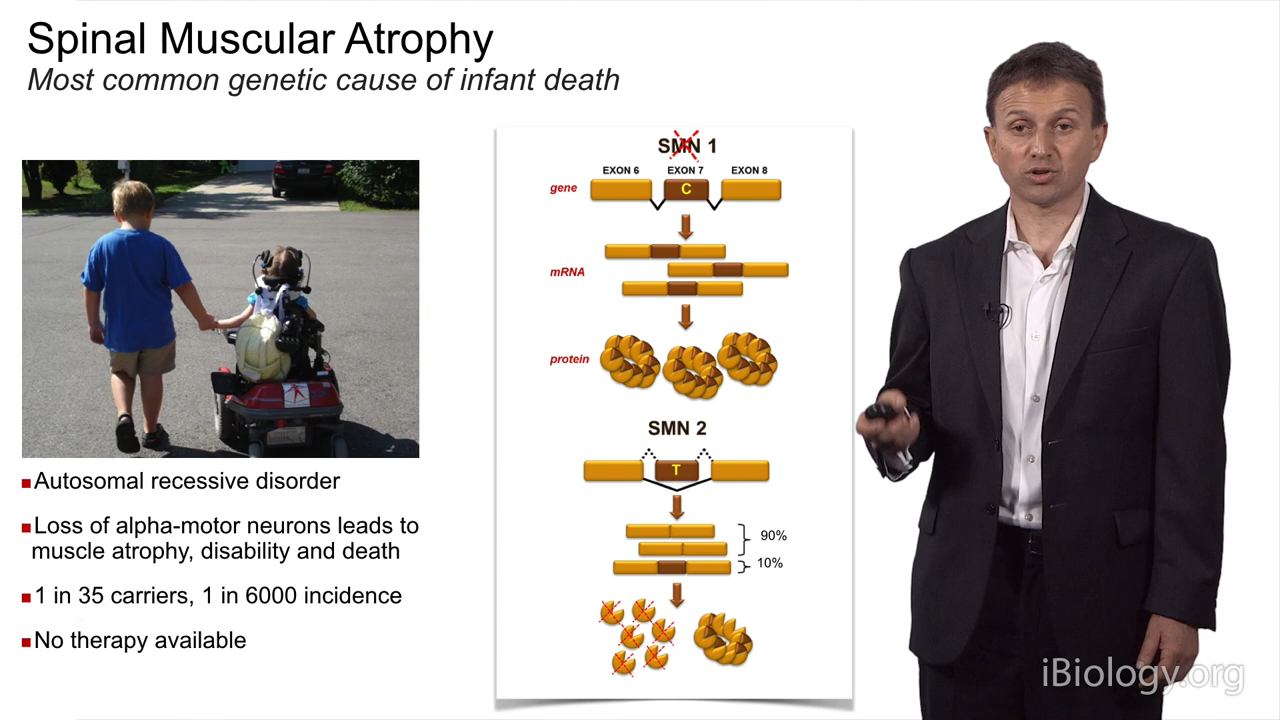 Spinal Muscular Atrophy
Most common genetic cause of infant death
■Autosomal recessive disorder
■Loss of alpha-motor neurons leads to
muscle atrophy, disability and death
■1 in 35 carriers, 1 in 6000 incidence
■No therapy available
SMN 1
EXON 6 EXON 7 EXON 8
gene C
mRNA
protein
SMN 2
T
90%
10%
iBiology.org